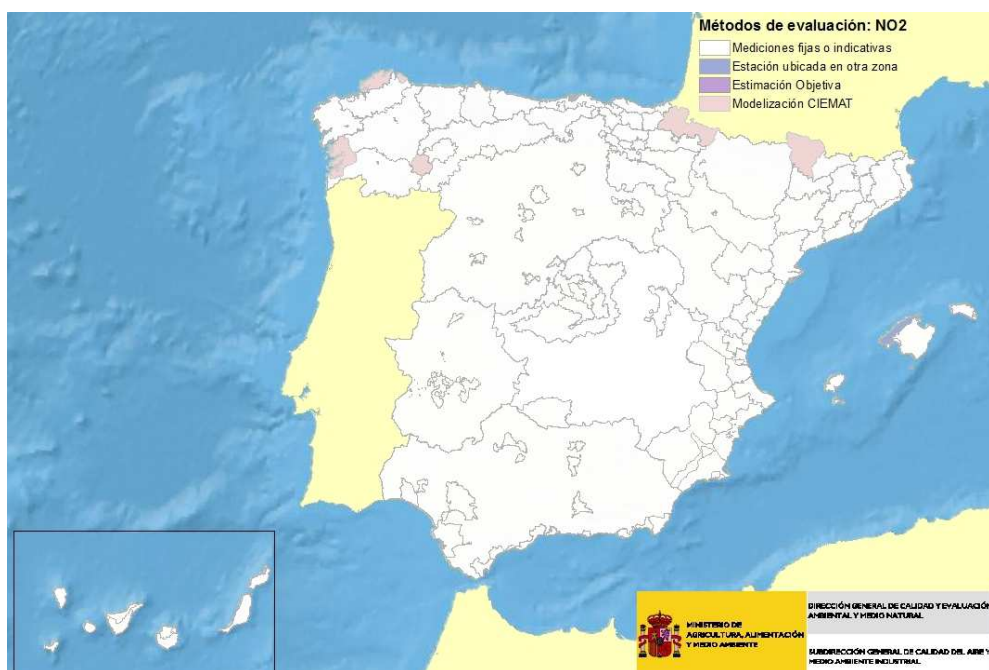 Métodos de evaluación: NO2
Mediciones fijas o indicativas
Estación ubicada en otra zona
Estimación Objetiva
Modelización CIEMAT
MINISTERIO DE
AGRICULTURA, ALIMENTACIÓN
Y MEDIO AMBIENTE
DIRECCIÓN GENERAL DE CALIDAD Y EVALUACIÓN
AMBIENTAL Y MEDIO NATURAL
SUBDIRECCIÓN GENERAL DE CALIDAD DEL AIRE Y
MEDIO AMBIENTE INDUSTRIAL